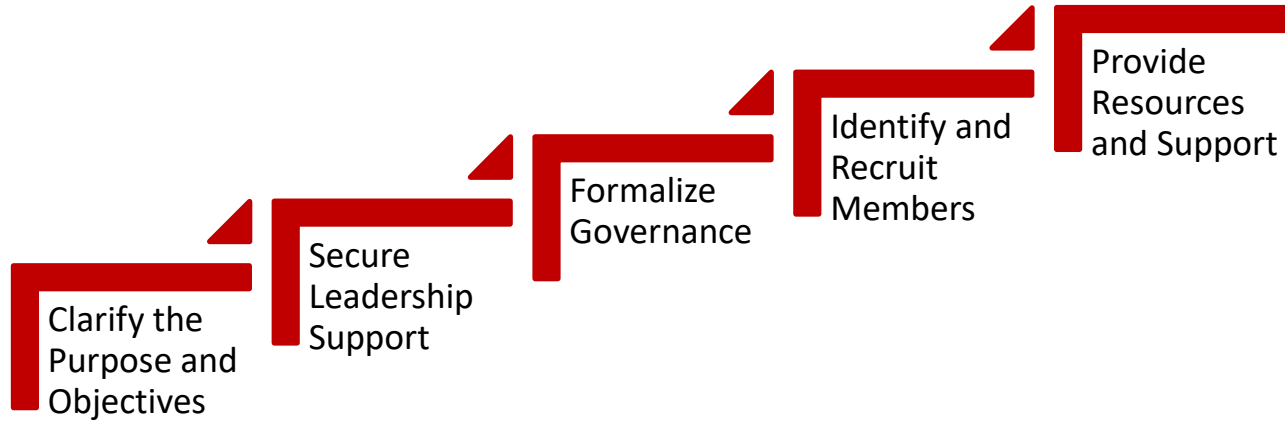 Clarify the
Purpose and
Objectives
Secure
Leadership
Support
Formalize
Governance
Identify and
Recruit
Members
Provide
Resources
and Support